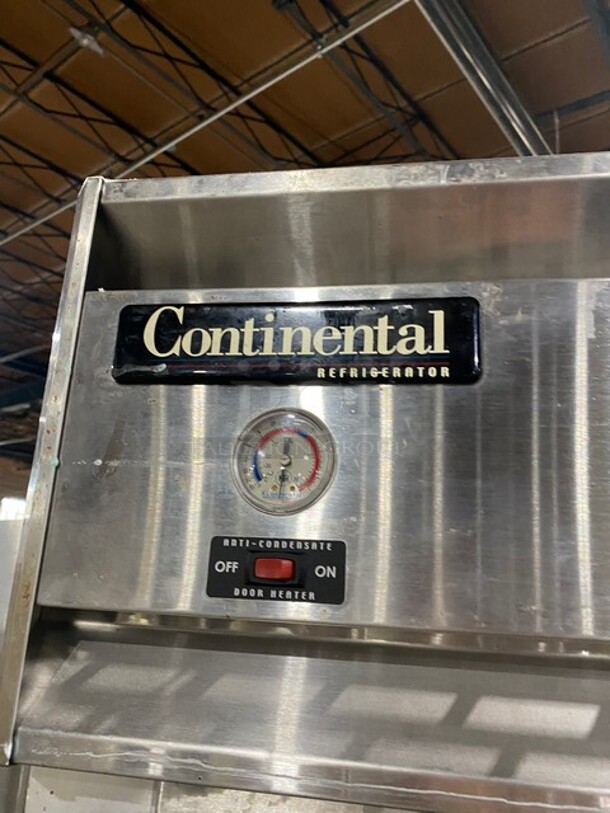 Continental
REFRIGERATOR
ANTI-CONDENSATE
OFF ON
DOOR HEATER